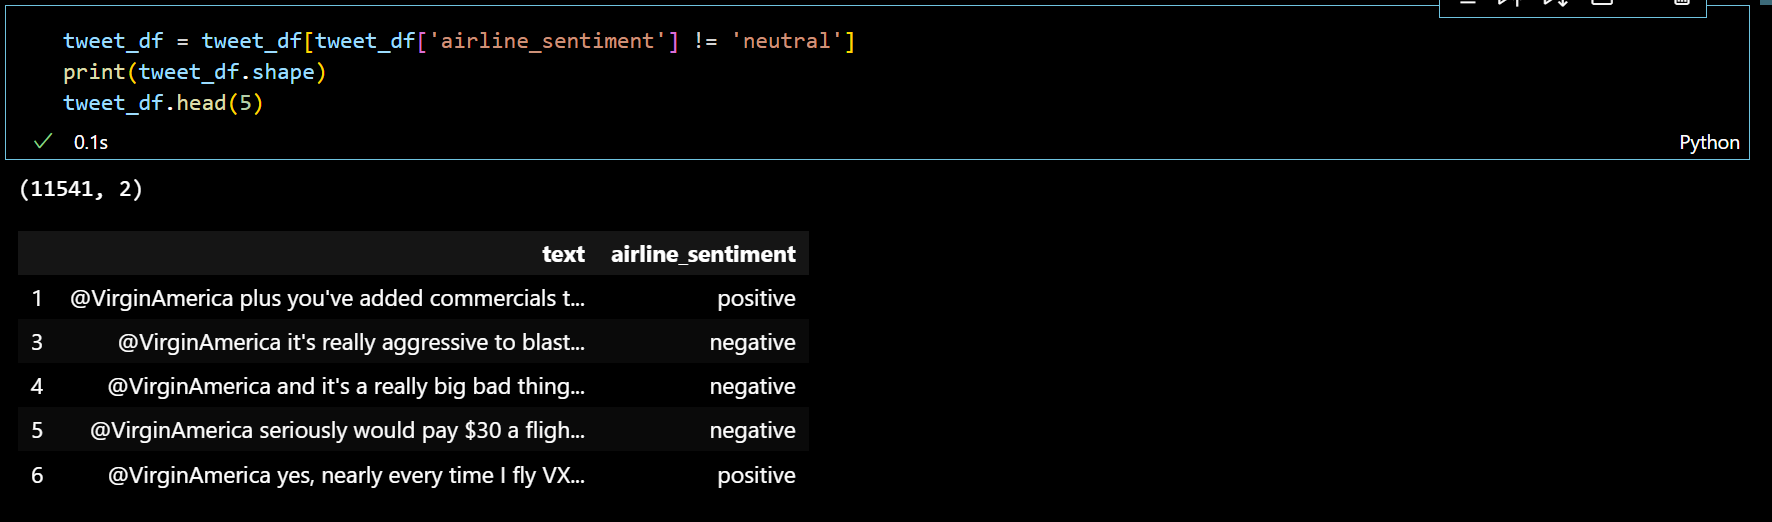 tweet_df = tweet_df[tweet_df['airline_sentiment'] != 'neutral']
print(tweet_df.shape)
tweet_df.head(5)
0.1s
Python
(11541, 2)
text airline_sentiment
1 @VirginAmerica plus you've added commercials t... positive
3 @VirginAmerica it's really aggressive to blast... negative
4 @VirginAmerica and it's a really big bad thing... negative
5 @VirginAmerica seriously would pay $30 a fligh... negative
6 @VirginAmerica yes, nearly every time I fly VX... positive